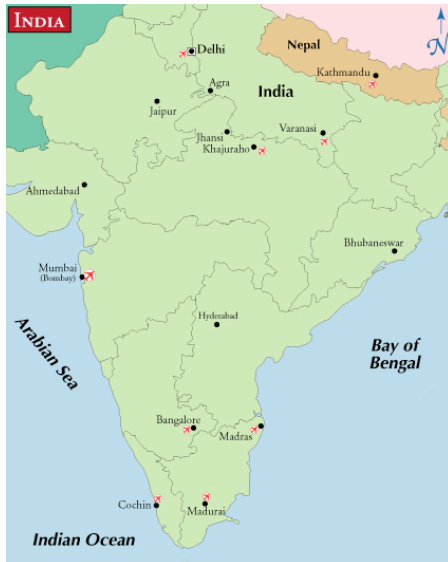 INDIA
Delhi
Nepal
N
Kathmandu
Agra
India
Jaipur
Jhansi
Varanasi
Khajuraho
Ahmedabad
Bhubaneswar
Mumbai
(Bombay)
Hyderabad
Arabian Sea
Bay of
Bengal
Bangalore
Madras
Cochin
Madurai
Indian Ocean